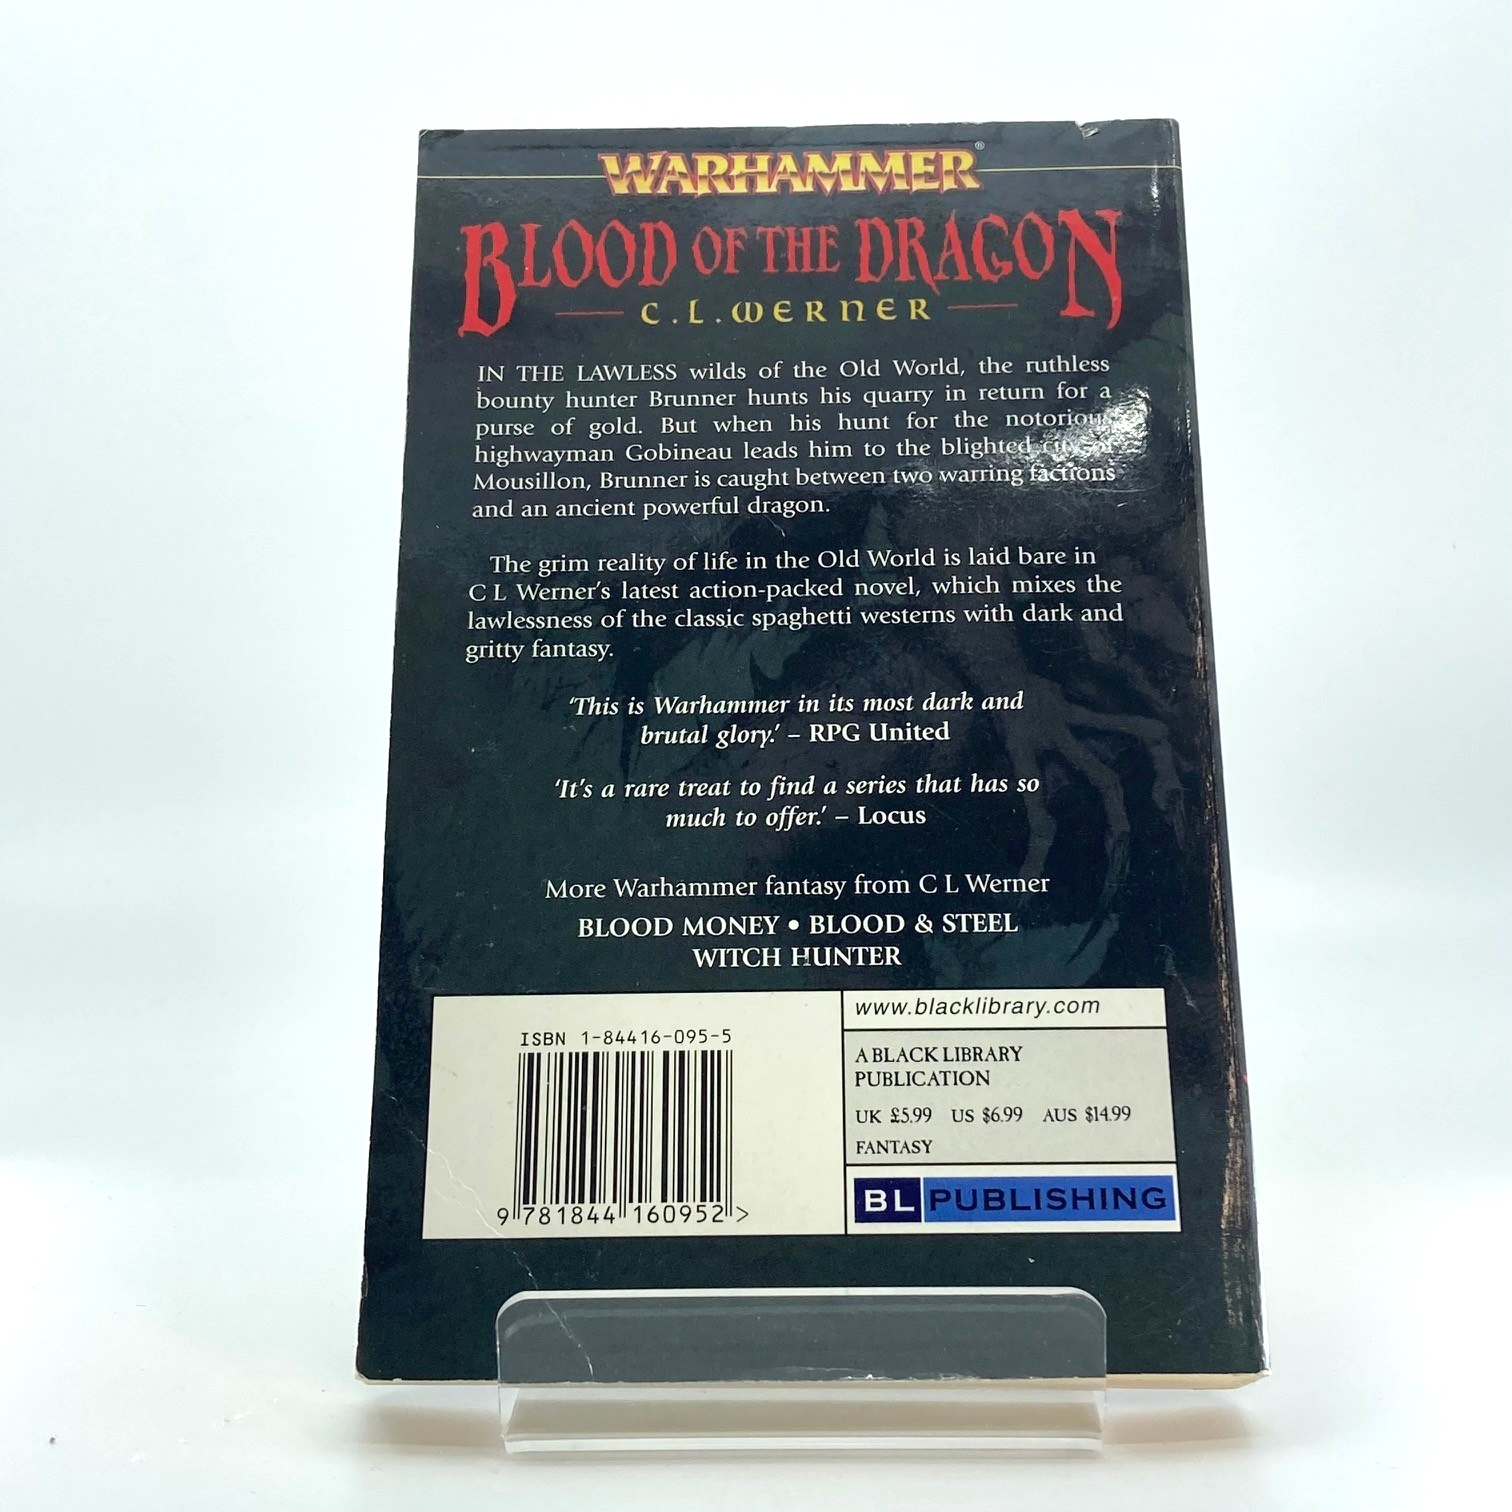 WARHAMMER®
BLOOD OF THE DRAGON
C.L.WERNER
IN THE LAWLESS wilds of the Old World, the ruthless
bounty hunter Brunner hunts his quarry in return for a
purse of gold. But when his hunt for the notorious
highwayman Gobineau leads him to the blighted city of
Mousillon, Brunner is caught between two warring factions
and an ancient powerful dragon.
The grim reality of life in the Old World is laid bare in
C L Werner's latest action-packed novel, which mixes the
lawlessness of the classic spaghetti westerns with dark and
gritty fantasy.
'This is Warhammer in its most dark and
brutal glory.' – RPG United
'It's a rare treat to find a series that has so
much to offer.' – Locus
More Warhammer fantasy from C L Werner
BLOOD MONEY • BLOOD & STEEL
WITCH HUNTER
ISBN 1-84416-095-5
9 781844 160952 >
www.blacklibrary.com
A BLACK LIBRARY
PUBLICATION
UK £5.99 US $6.99 AUS $14.99
FANTASY
BL PUBLISHING